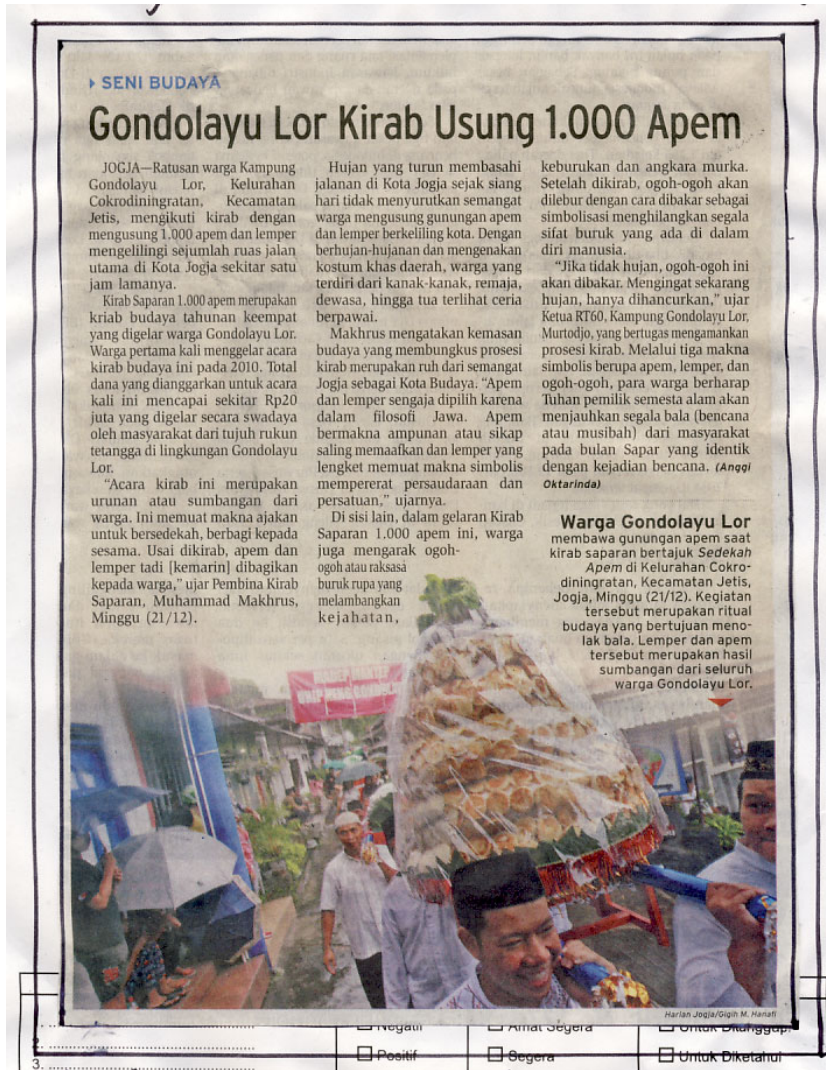 SENI BUDAYA
Gondolayu Lor Kirab Usung 1.000 Apem
JOGJA—Ratusan warga Kampung
Gondolayu Lor, Kelurahan
Cokrodiningratan, Kecamatan
Jetis, mengikuti kirab dengan
mengusung 1.000 apem dan lemper
mengelilingi sejumlah ruas jalan
utama di Kota Jogja sekitar satu
jam lamanya.
Kirab Saparan 1.000 apem merupakan
kriab budaya tahunan keempat
yang digelar warga Gondolayu Lor.
Warga pertama kali menggelar acara
kirab budaya ini pada 2010. Total
dana yang dianggarkan untuk acara
kali ini mencapai sekitar Rp20
juta yang digelar secara swadaya
oleh masyarakat dari tujuh rukun
tetangga di lingkungan Gondolayu
Lor.
"Acara kirab ini merupakan
urunan atau sumbangan dari
warga. Ini memuat makna ajakan
untuk bersedekah, berbagi kepada
sesama. Usai dikirab, apem dan
lemper tadi [kemarin] dibagikan
kepada warga," ujar Pembina Kirab
Saparan, Muhammad Makhrus,
Minggu (21/12).
Hujan yang turun membasahi
jalanan di Kota Jogja sejak siang
hari tidak menyurutkan semangat
warga mengusung gunungan apem
dan lemper berkeliling kota. Dengan
berhujan-hujanan dan mengenakan
kostum khas daerah, warga yang
terdiri dari kanak-kanak, remaja,
dewasa, hingga tua terlihat ceria
berpawai.
Makhrus mengatakan kemasan
budaya yang membungkus prosesi
kirab merupakan ruh dari semangat
Jogja sebagai Kota Budaya. "Apem
dan lemper sengaja dipilih karena
dalam filosofi Jawa. Apem
bermakna ampunan atau sikap
saling memaafkan dan lemper yang
lengket memuat makna simbolis
mempererat persaudaraan dan
persatuan," ujarnya.
Di sisi lain, dalam gelaran Kirab
Saparan 1.000 apem ini, warga
juga mengarak ogoh-
ogoh atau raksasa
buruk rupa yang
melambangkan
kejahatan,
keburukan dan angkara murka.
Setelah dikirab, ogoh-ogoh akan
dilebur dengan cara dibakar sebagai
simbolisasi menghilangkan segala
sifat buruk yang ada di dalam
diri manusia.
"Jika tidak hujan, ogoh-ogoh ini
akan dibakar. Mengingat sekarang
hujan, hanya dihancurkan," ujar
Ketua RT60, Kampung Gondolayu Lor,
Murtodjo, yang bertugas mengamankan
prosesi kirab. Melalui tiga makna
simbolis berupa apem, lemper, dan
ogoh-ogoh, para warga berharap
Tuhan pemilik semesta alam akan
menjauhkan segala bala (bencana
atau musibah) dari masyarakat
pada bulan Sapar yang identik
dengan kejadian bencana. (Anggi
Oktarinda)
Warga Gondolayu Lor
membawa gunungan apem saat
kirab saparan bertajuk Sedekah
Apem di Kelurahan Cokro-
diningratan, Kecamatan Jetis,
Jogja, Minggu (21/12). Kegiatan
tersebut merupakan ritual
budaya yang bertujuan meno-
lak bala. Lemper dan apem
tersebut merupakan hasil
sumbangan dari seluruh
warga Gondolayu Lor.
Harian Jogja/Gigih M. Hanafi
Negatif Amat Segera Untuk Ditanggapi
2.
3. Positif Segera Untuk Diketahui